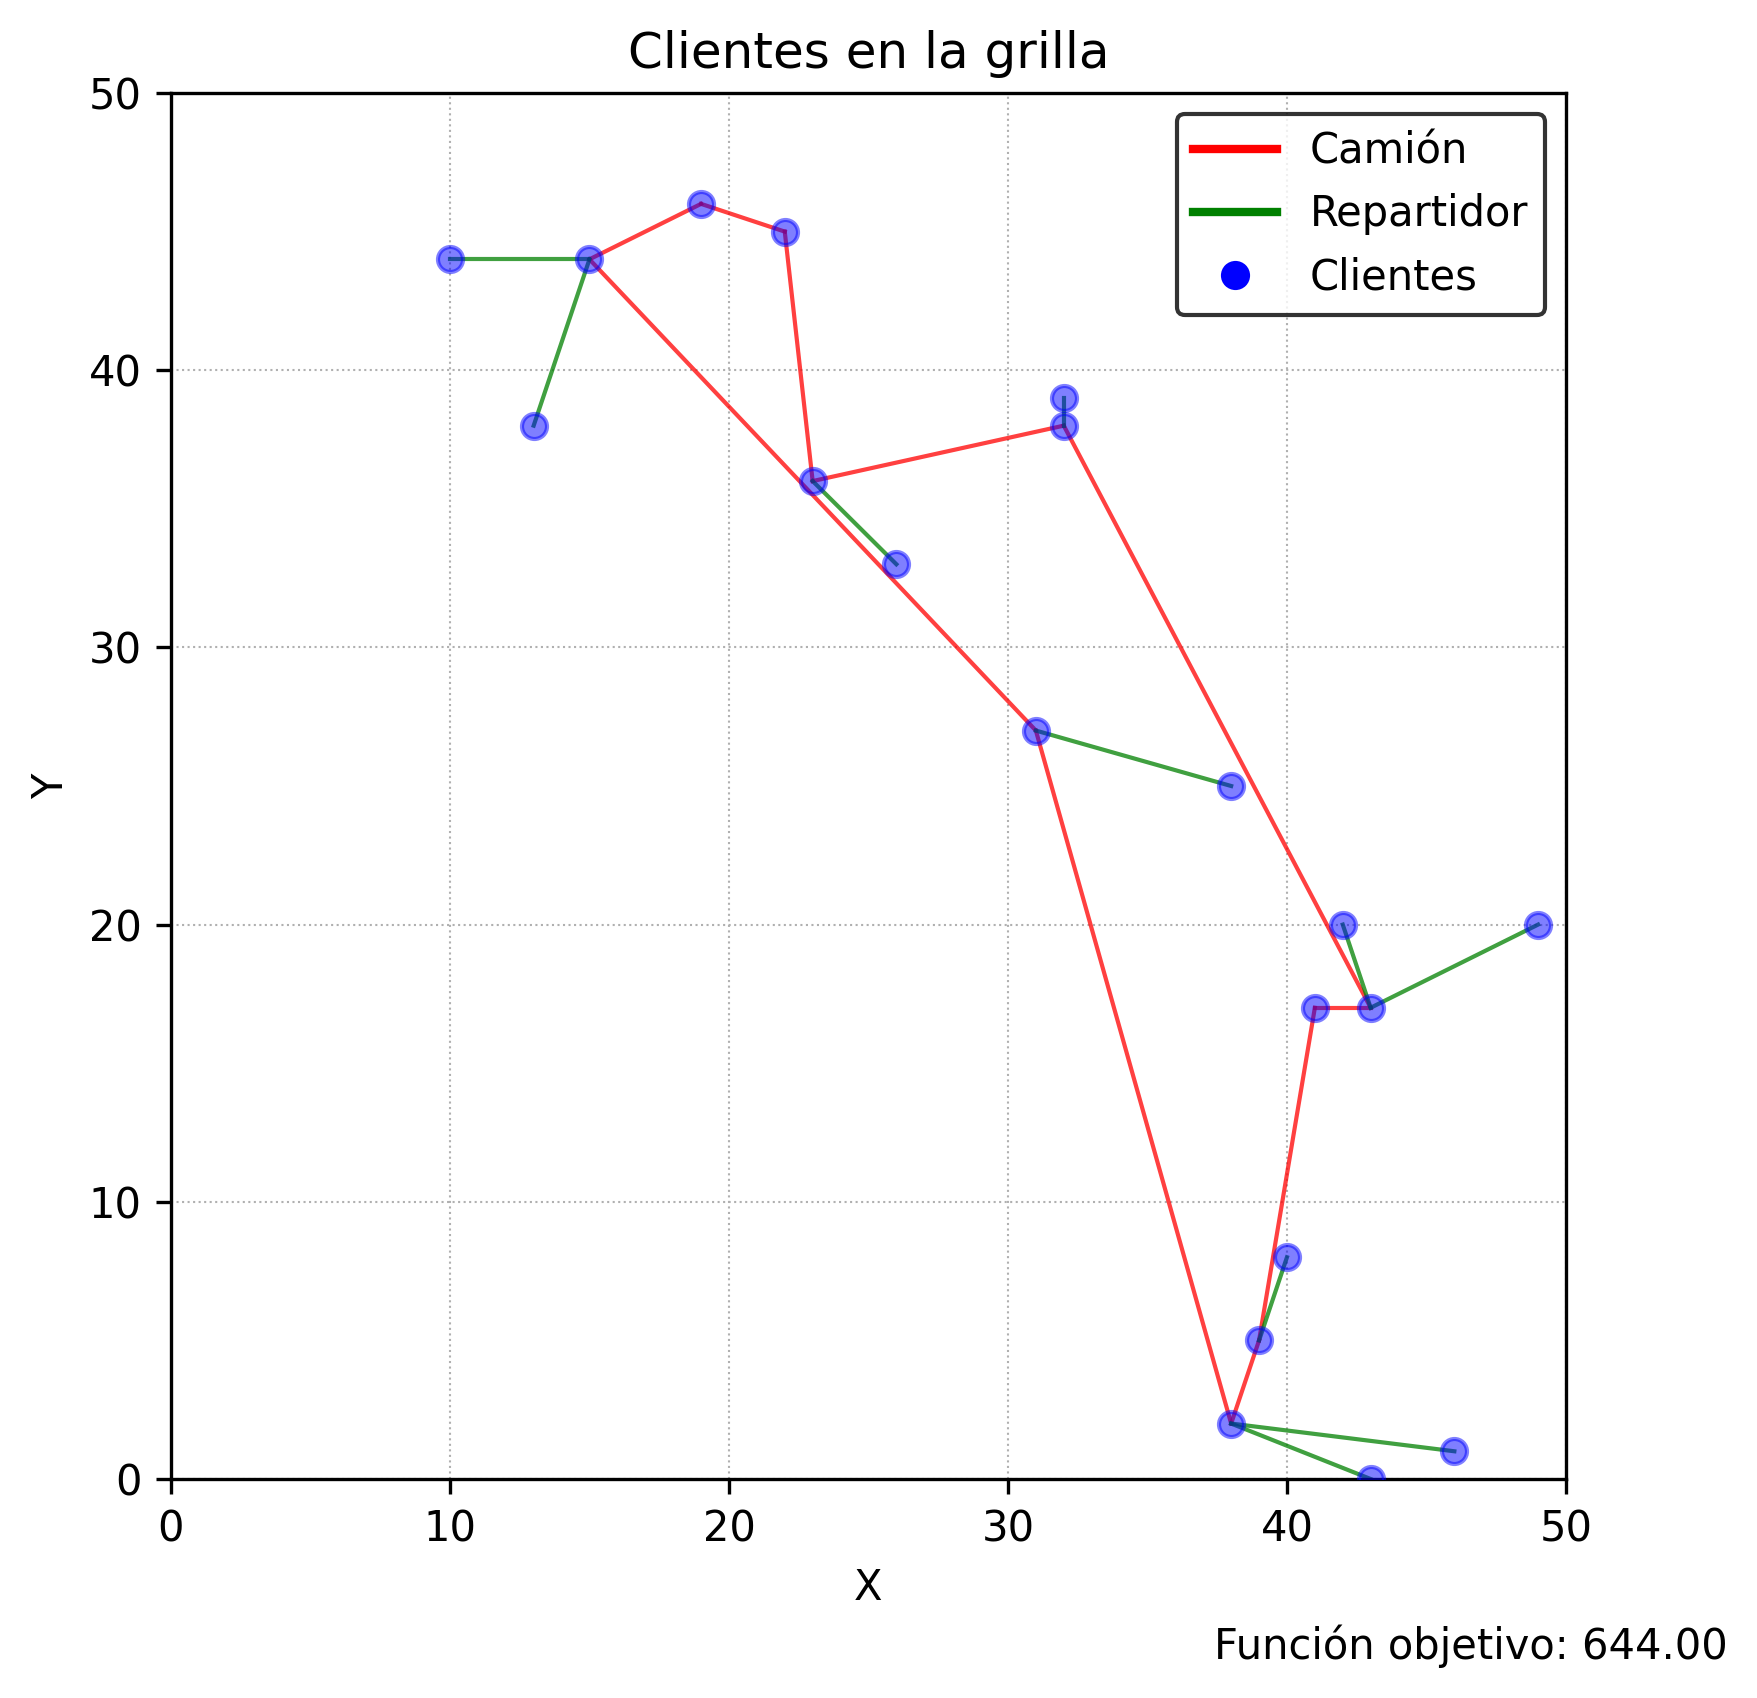 Clientes en la grilla
50
40
30
20
10
0
Y
Camión
Repartidor
Clientes
0 10 20 30 40 50
X
Función objetivo: 644.00